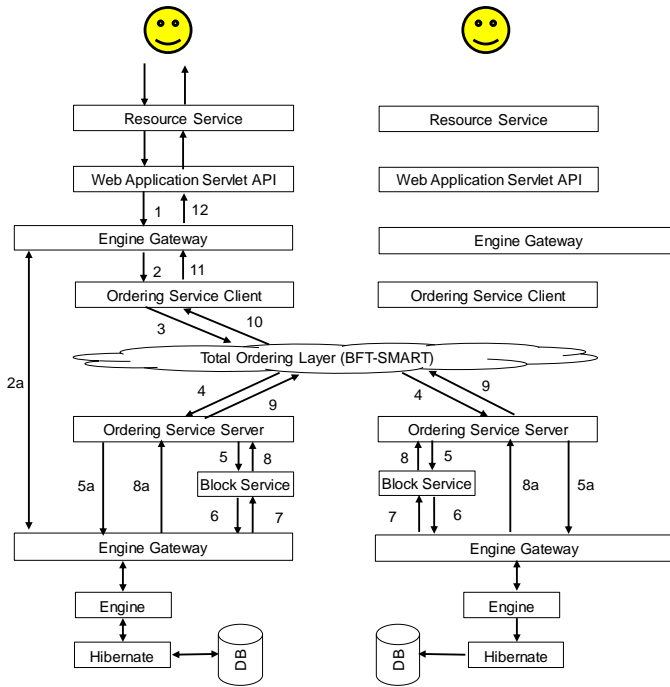 Resource Service
Resource Service
Web Application Servlet API
Web Application Servlet API
1
12
Engine Gateway
Engine Gateway
2
11
Ordering Service Client
Ordering Service Client
3
10
Total Ordering Layer (BFT-SMART)
2a
4
9
4
9
Ordering Service Server
Ordering Service Server
5
8
8
5
5a
8a
Block Service
Block Service
8a
5a
6
7
7
6
Engine Gateway
Engine Gateway
Engine
Engine
Hibernate
DB
DB
Hibernate